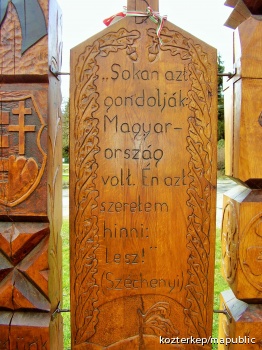 „Sokan azt
gondolják:
Magyar-
ország
volt. Én azt
szeretem
hinni:
Lesz!"
(Széchenyi)
kozterkep/mapublic